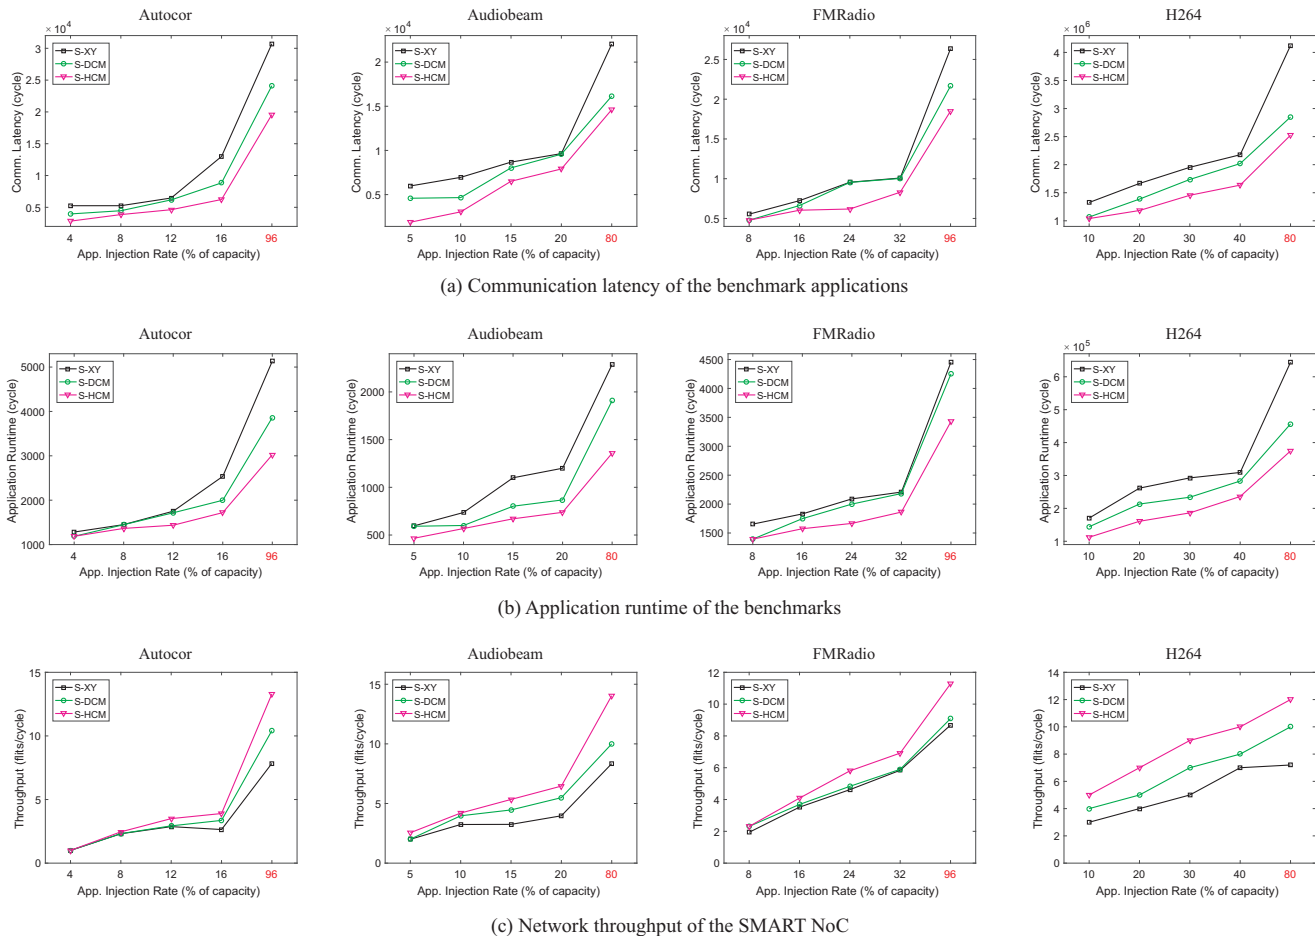 Autocor
× 10^4
3
2.5
2
1.5
1
0.5
Comm. Latency (cycle)
S-XY
S-DCM
S-HCM
4 8 12 16 96
App. Injection Rate (% of capacity)
Audiobeam
× 10^4
2
1.5
1
0.5
Comm. Latency (cycle)
S-XY
S-DCM
S-HCM
5 10 15 20 80
App. Injection Rate (% of capacity)
FMRadio
× 10^4
2.5
2
1.5
1
0.5
Comm. Latency (cycle)
S-XY
S-DCM
S-HCM
8 16 24 32 96
App. Injection Rate (% of capacity)
H264
× 10^6
4
3.5
3
2.5
2
1.5
1
Comm. Latency (cycle)
S-XY
S-DCM
S-HCM
10 20 30 40 80
App. Injection Rate (% of capacity)
(a) Communication latency of the benchmark applications
Autocor
5000
4000
3000
2000
1000
Application Runtime (cycle)
S-XY
S-DCM
S-HCM
4 8 12 16 96
App. Injection Rate (% of capacity)
Audiobeam
2000
1500
1000
500
Application Runtime (cycle)
S-XY
S-DCM
S-HCM
5 10 15 20 80
App. Injection Rate (% of capacity)
FMRadio
4500
4000
3500
3000
2500
2000
1500
Application Runtime (cycle)
S-XY
S-DCM
S-HCM
8 16 24 32 96
App. Injection Rate (% of capacity)
H264
× 10^5
6
5
4
3
2
1
Application Runtime (cycle)
S-XY
S-DCM
S-HCM
10 20 30 40 80
App. Injection Rate (% of capacity)
(b) Application runtime of the benchmarks
Autocor
15
10
5
0
Throughput (flits/cycle)
S-XY
S-DCM
S-HCM
4 8 12 16 96
App. Injection Rate (% of capacity)
Audiobeam
15
10
5
0
Throughput (flits/cycle)
S-XY
S-DCM
S-HCM
5 10 15 20 80
App. Injection Rate (% of capacity)
FMRadio
12
10
8
6
4
2
0
Throughput (flits/cycle)
S-XY
S-DCM
S-HCM
8 16 24 32 96
App. Injection Rate (% of capacity)
H264
14
12
10
8
6
4
2
0
Throughput (flits/cycle)
S-XY
S-DCM
S-HCM
10 20 30 40 80
App. Injection Rate (% of capacity)
(c) Network throughput of the SMART NoC